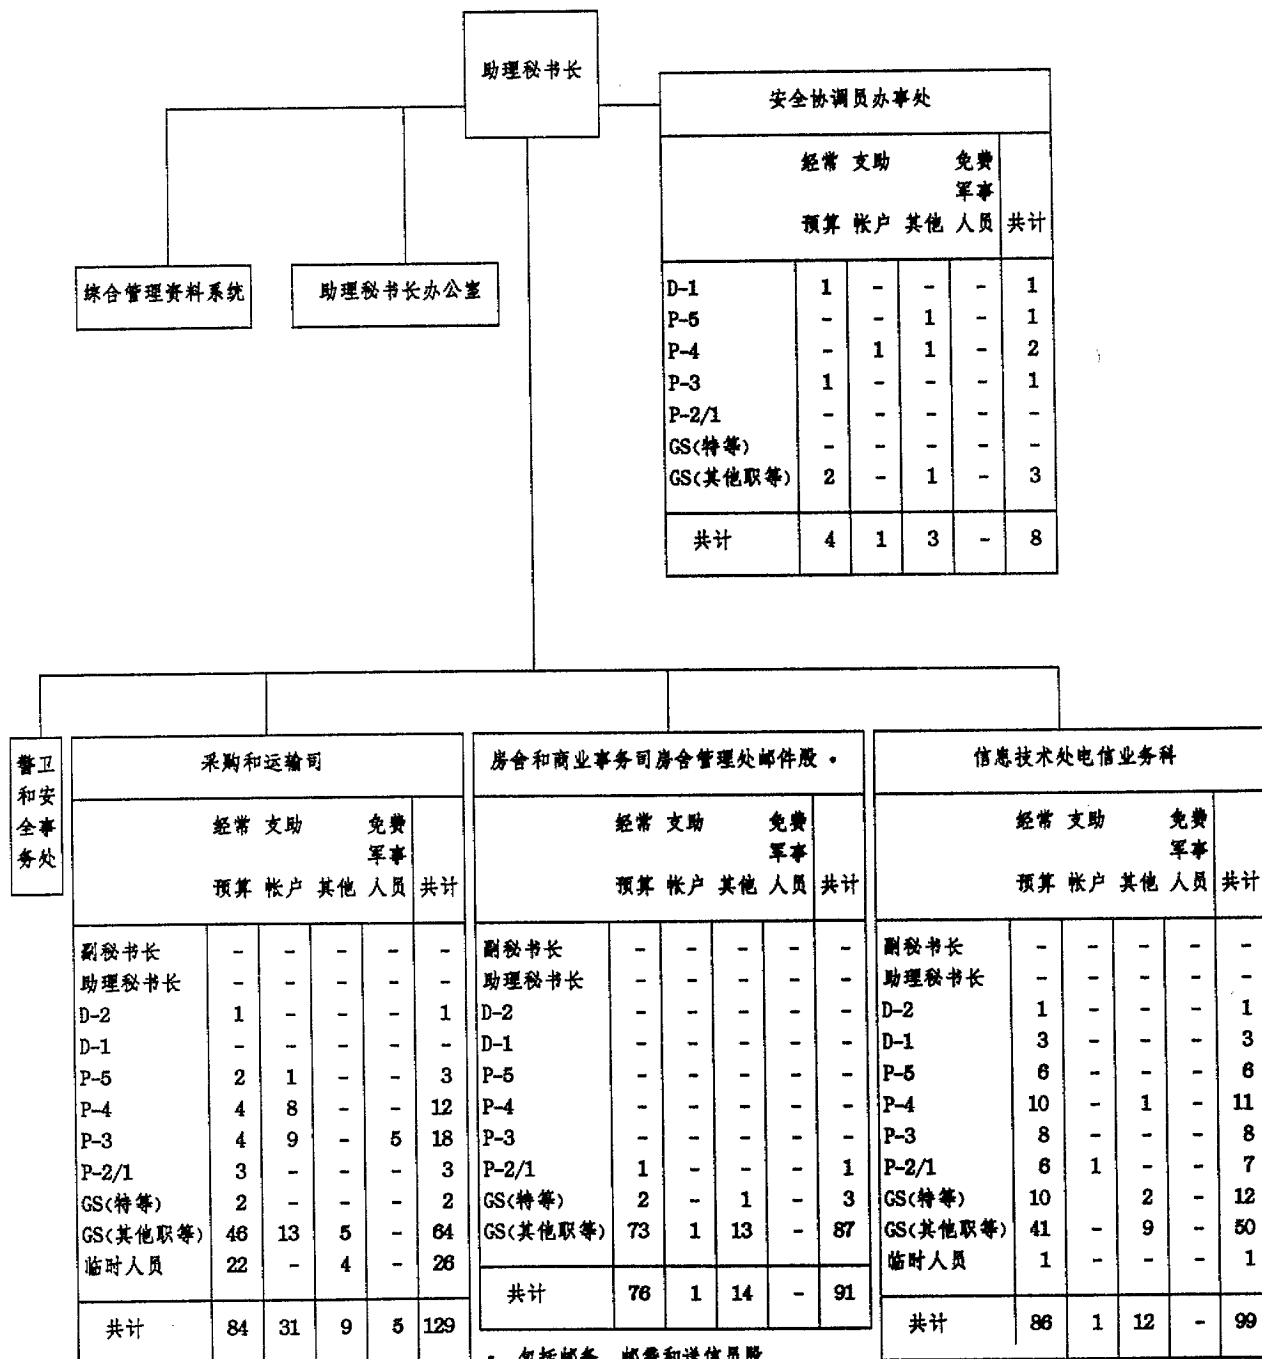 助理秘书长
安全协调员办事处
经常 支助 免费
军事
预算 帐户 其他 人员 共计
D-1 1 - - - 1
P-5 - - 1 - 1
P-4 - 1 1 - 2
P-3 1 - - - 1
P-2/1 - - - - -
GS(特等) - - - - -
GS(其他职等) 2 - 1 - 3
共计 4 1 3 - 8
综合管理资料系统
助理秘书长办公室
警卫
和安
全事
务处
采购和运输司
经常 支助 免费
军事
预算 帐户 其他 人员 共计
副秘书长 - - - - -
助理秘书长 - - - - -
D-2 1 - - - 1
D-1 - - - - -
P-5 2 1 - - 3
P-4 4 8 - - 12
P-3 4 9 - 5 18
P-2/1 3 - - - 3
GS(特等) 2 - - - 2
GS(其他职等) 46 13 5 - 64
临时人员 22 - 4 - 26
共计 84 31 9 5 129
房舍和商业事务司房舍管理处邮件股 •
经常 支助 免费
军事
预算 帐户 其他 人员 共计
副秘书长 - - - - -
助理秘书长 - - - - -
D-2 - - - - -
D-1 - - - - -
P-5 - - - - -
P-4 - - - - -
P-3 - - - - -
P-2/1 1 - - - 1
GS(特等) 2 - 1 - 3
GS(其他职等) 73 1 13 - 87
共计 76 1 14 - 91
信息技术处电信业务科
经常 支助 免费
军事
预算 帐户 其他 人员 共计
副秘书长 - - - - -
助理秘书长 - - - - -
D-2 1 - - - 1
D-1 3 - - - 3
P-5 6 - - - 6
P-4 10 - 1 - 11
P-3 8 - - - 8
P-2/1 6 1 - - 7
GS(特等) 10 - 2 - 12
GS(其他职等) 41 - 9 - 50
临时人员 1 - - - 1
共计 86 1 12 - 99